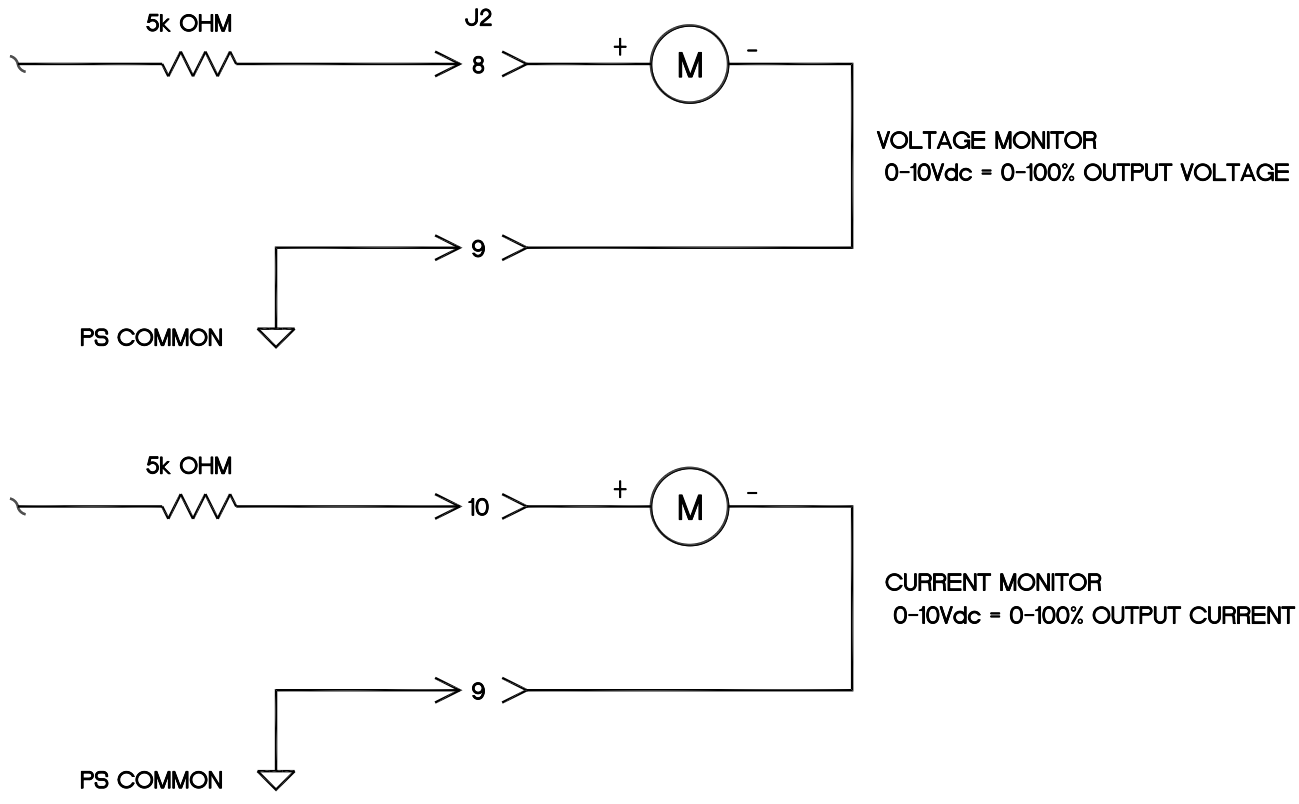 5k OHM
J2
8
+
M
-
VOLTAGE MONITOR
0-10Vdc = 0-100% OUTPUT VOLTAGE
9
PS COMMON
5k OHM
10
+
M
-
CURRENT MONITOR
0-10Vdc = 0-100% OUTPUT CURRENT
9
PS COMMON